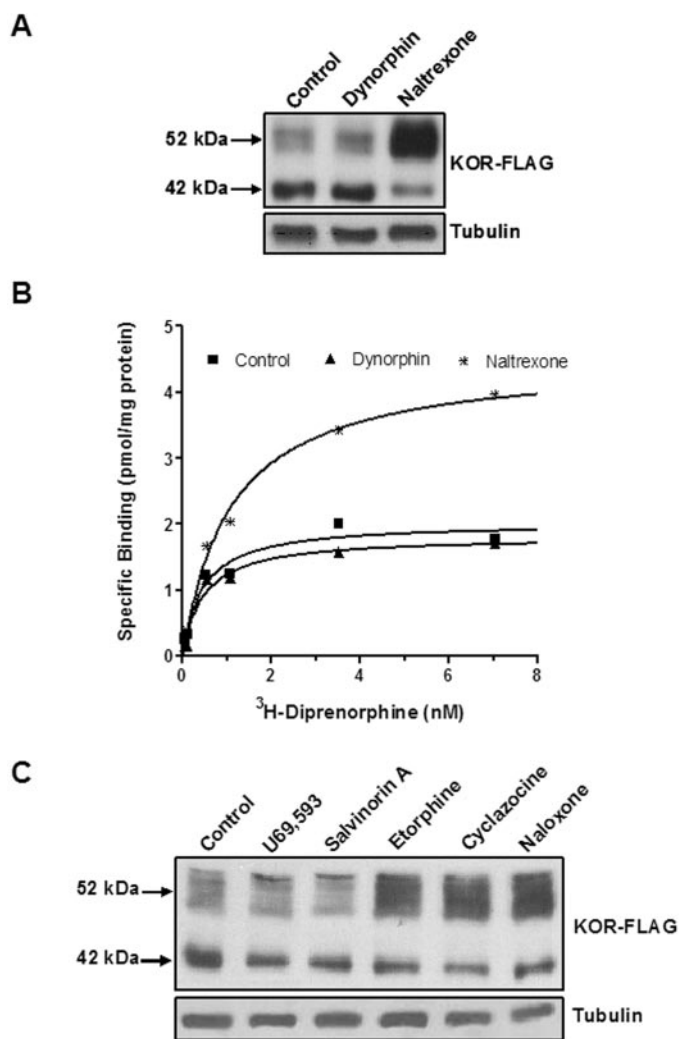 A
Control
Dynorphin
Naltrexone
52 kDa
42 kDa
KOR-FLAG
Tubulin
B
Specific Binding (pmol/mg protein)
5
4
3
2
1
0
Control
Dynorphin
Naltrexone
0
2
4
6
8
³H-Diprenorphine (nM)
C
Control
U69,593
Salvinorin A
Etorphine
Cyclazocine
Naloxone
52 kDa
42 kDa
KOR-FLAG
Tubulin